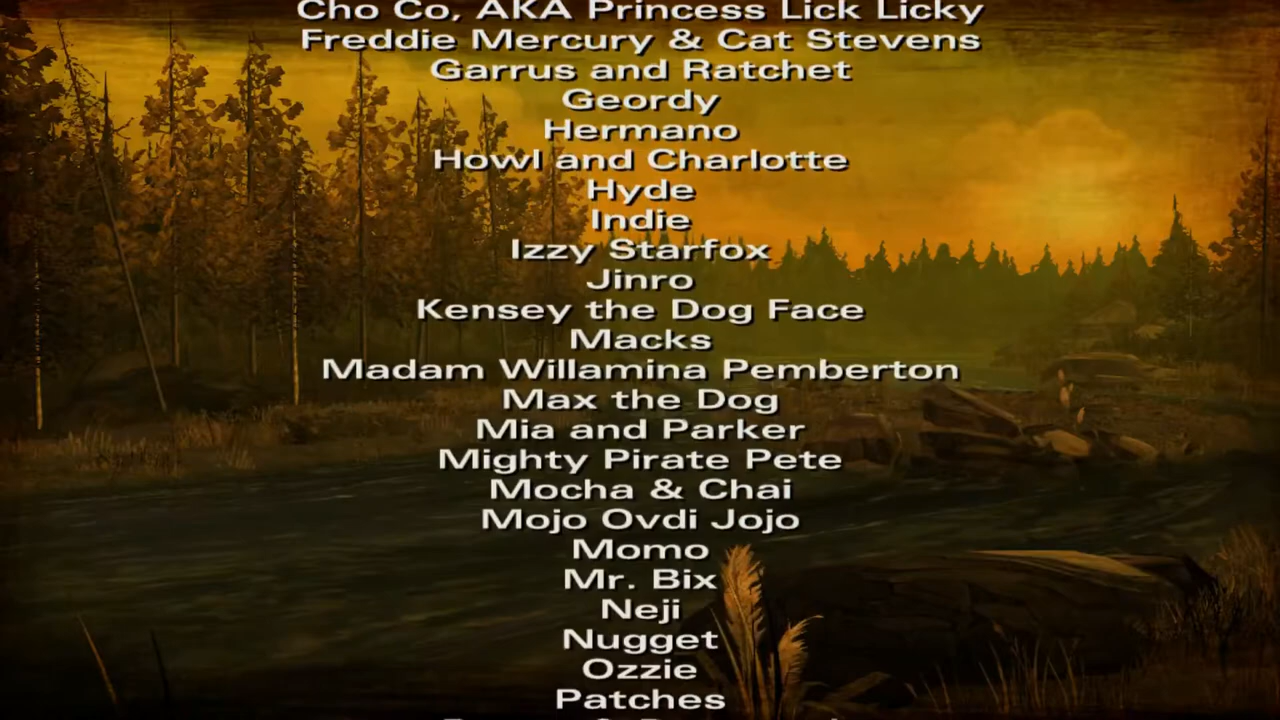 Cho Co, AKA Princess Lick Licky
Freddie Mercury & Cat Stevens
Garrus and Ratchet
Geordy
Hermano
Howl and Charlotte
Hyde
Indie
Izzy Starfox
Jinro
Kensey the Dog Face
Macks
Madam Willamina Pemberton
Max the Dog
Mia and Parker
Mighty Pirate Pete
Mocha & Chai
Mojo Ovdi Jojo
Momo
Mr. Bix
Neji
Nugget
Ozzie
Patches